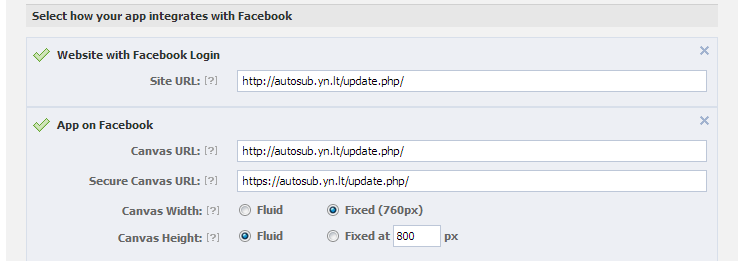 Select how your app integrates with Facebook
Website with Facebook Login
Site URL: [?] http://autosub.yn.lt/update.php/
App on Facebook
Canvas URL: [?] http://autosub.yn.lt/update.php/
Secure Canvas URL: [?] https://autosub.yn.lt/update.php/
Canvas Width: [?] Fluid Fixed (760px)
Canvas Height: [?] Fluid Fixed at 800 px